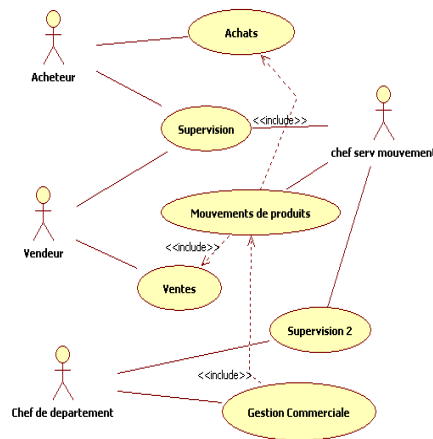 Achats
Acheteur
Supervision
<<include>>
chef serv mouvement
Mouvements de produits
Vendeur
<<include>>
Ventes
Supervision 2
<<include>>
Chef de departement
Gestion Commerciale